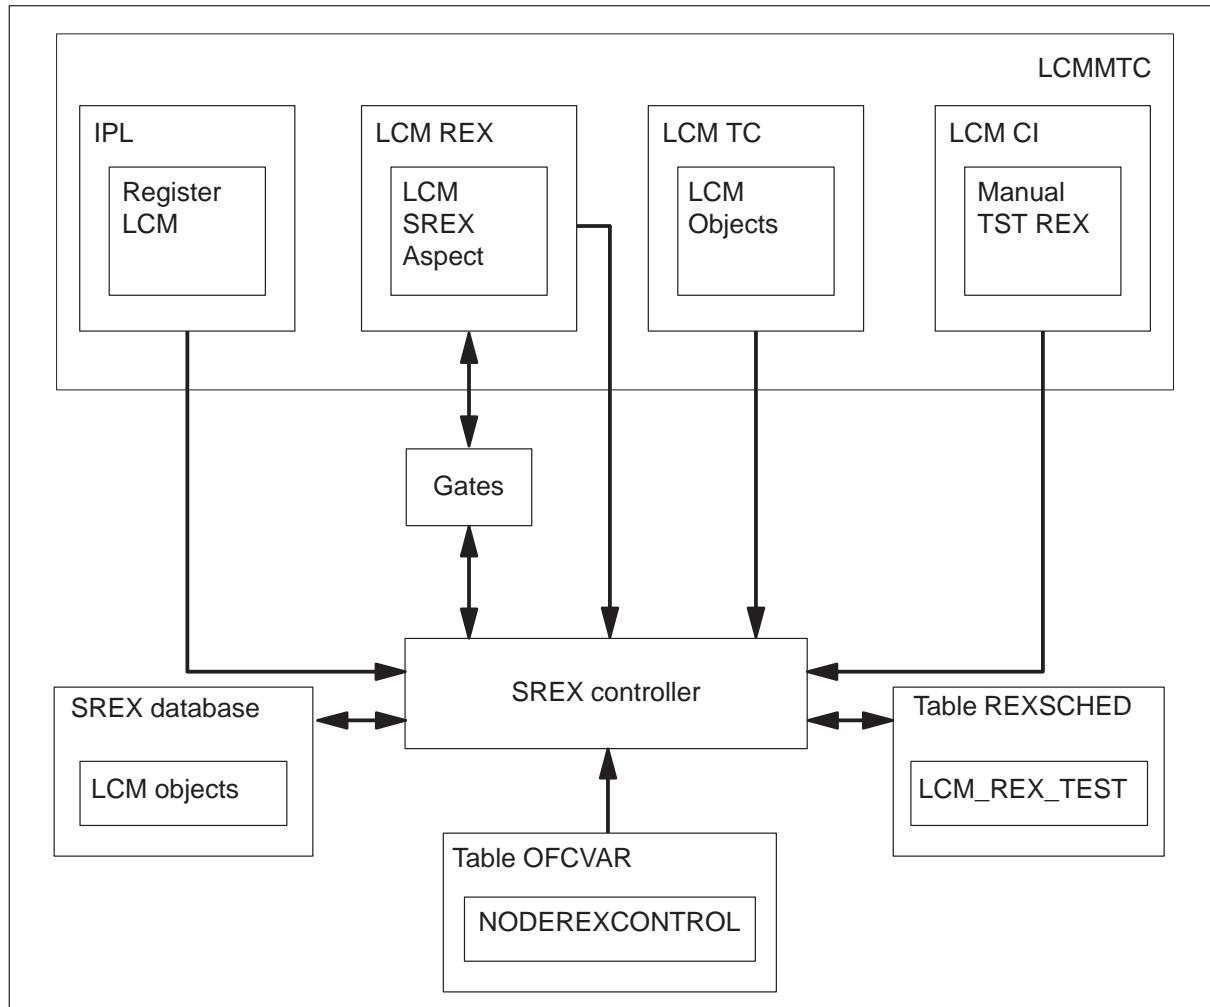 LCMMTC
IPL
Register
LCM
LCM REX
LCM
SREX
Aspect
LCM TC
LCM
Objects
LCM CI
Manual
TST REX
Gates
SREX controller
SREX database
LCM objects
Table REXSCHED
LCM_REX_TEST
Table OFCVAR
NODEREXCONTROL